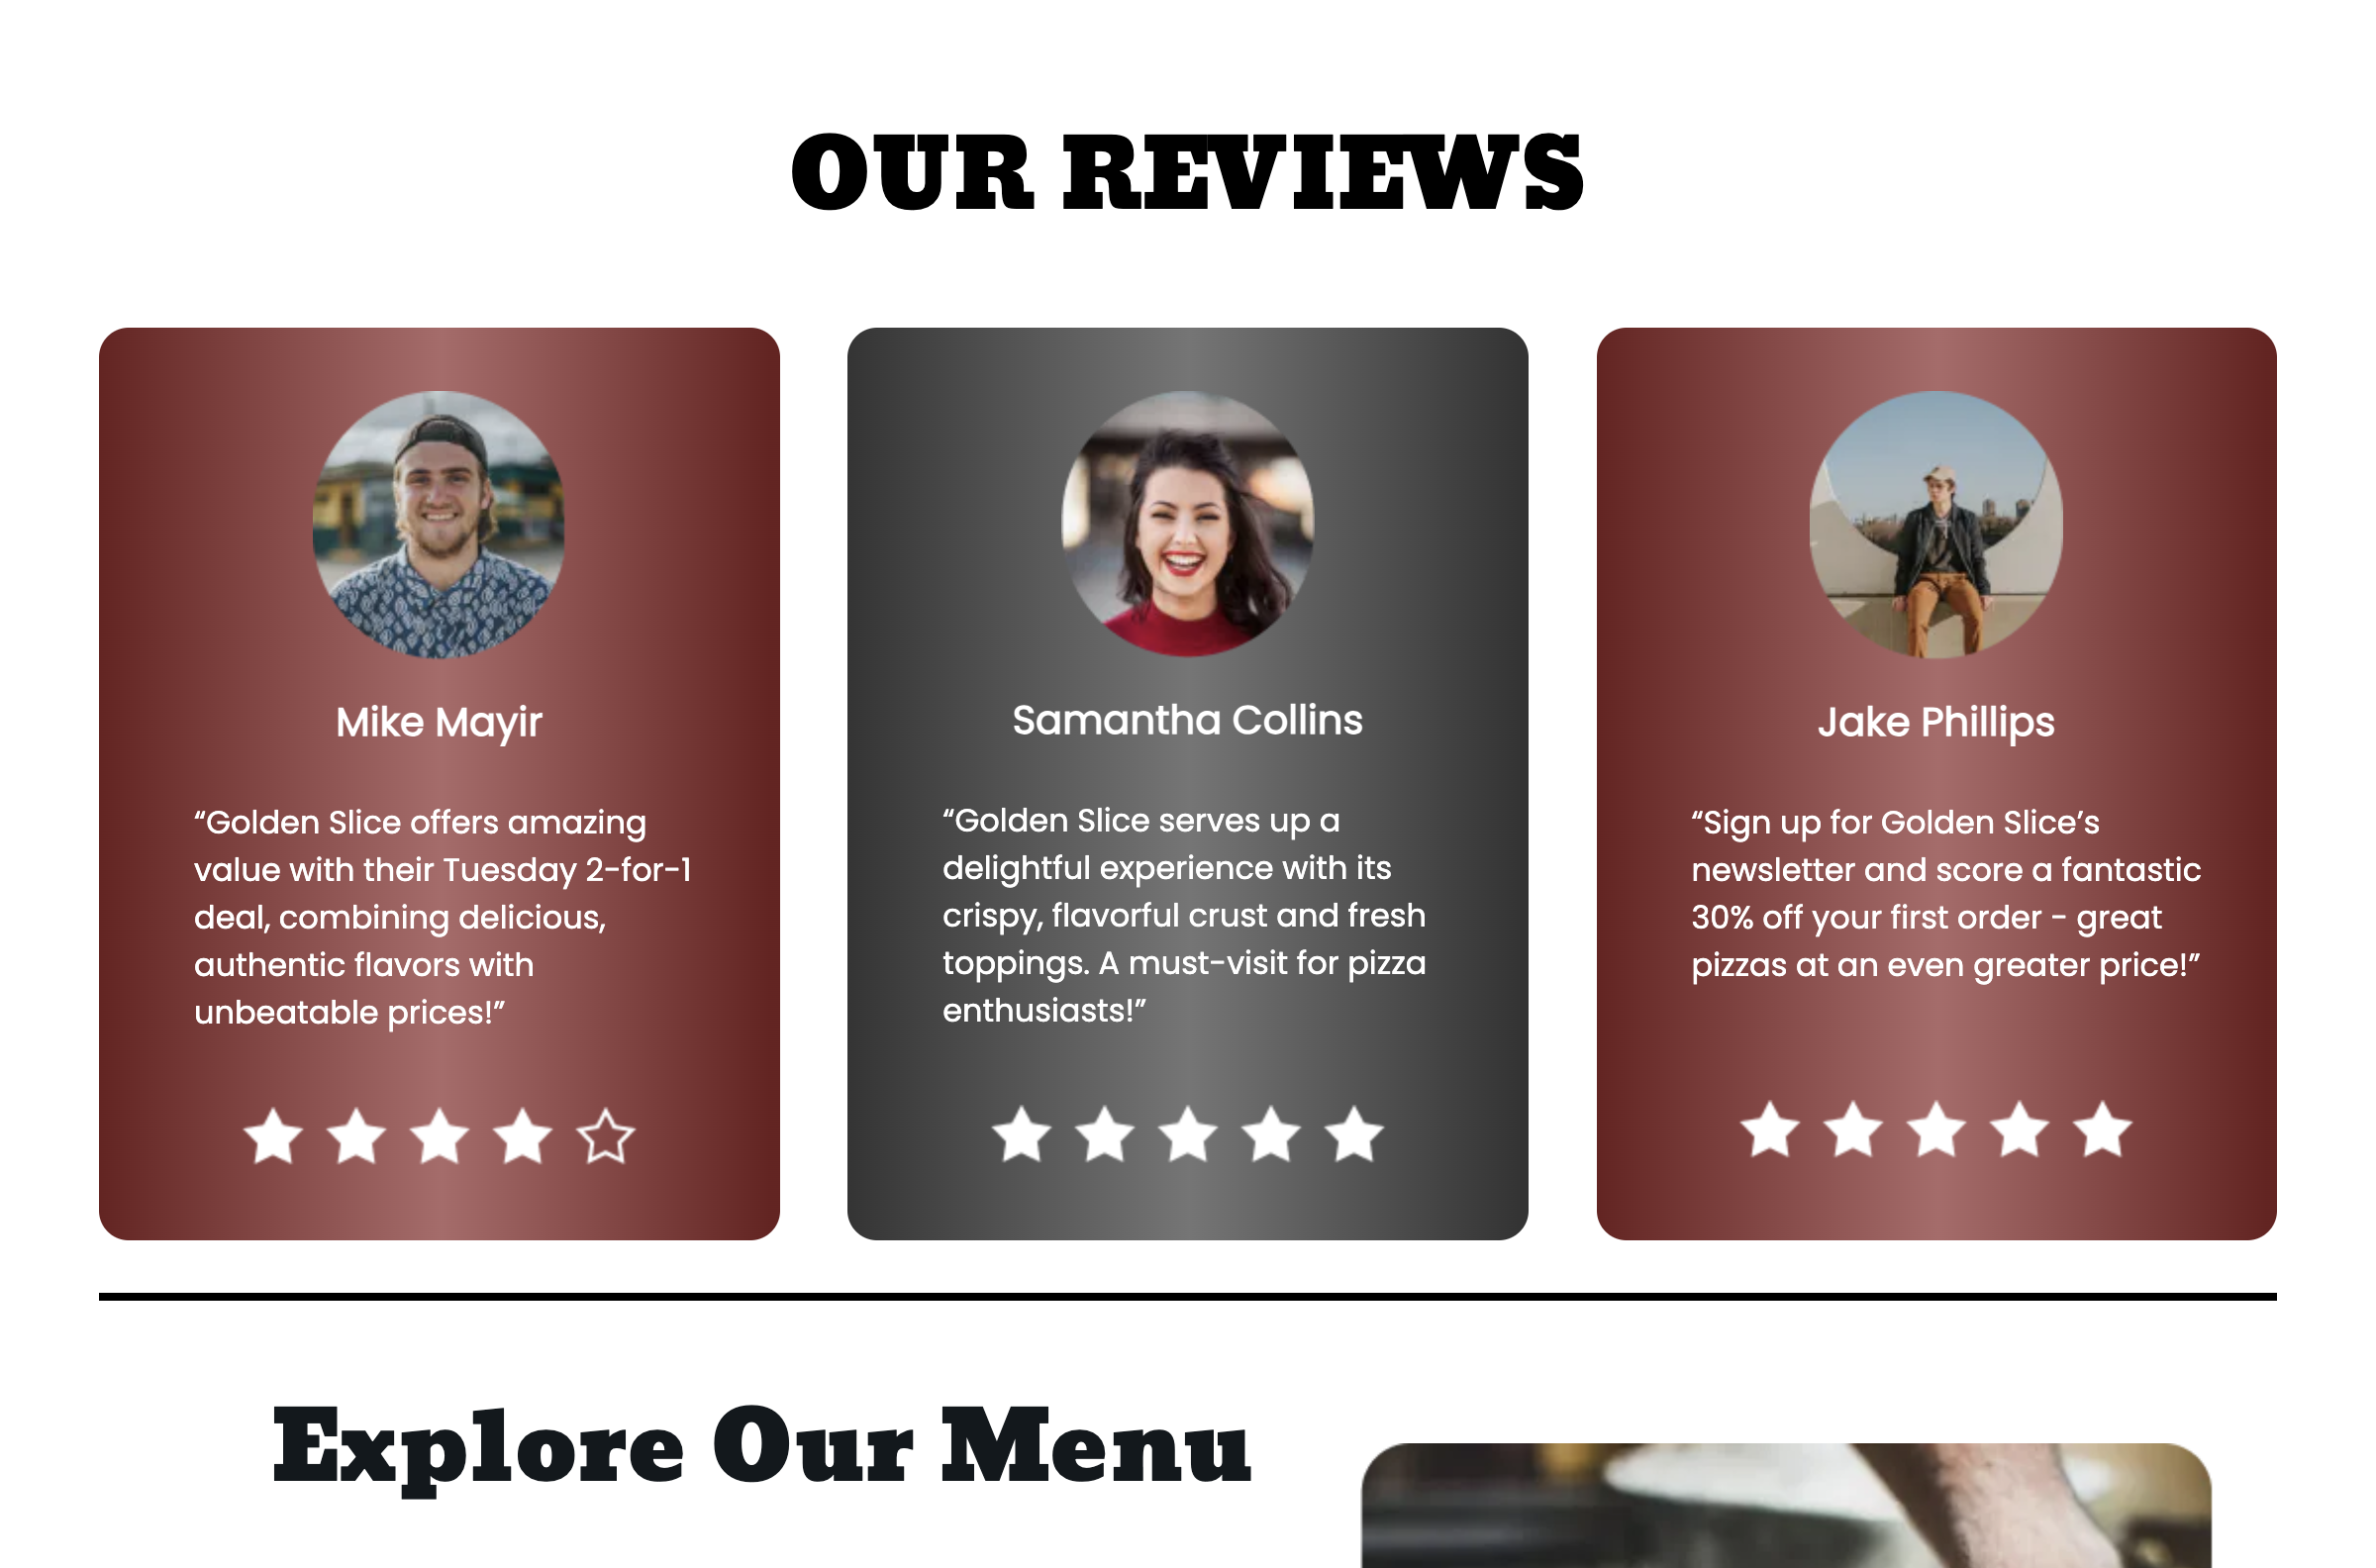 OUR REVIEWS
Mike Mayir
“Golden Slice offers amazing
value with their Tuesday 2-for-1
deal, combining delicious,
authentic flavors with
unbeatable prices!”
Samantha Collins
“Golden Slice serves up a
delightful experience with its
crispy, flavorful crust and fresh
toppings. A must-visit for pizza
enthusiasts!”
Jake Phillips
“Sign up for Golden Slice’s
newsletter and score a fantastic
30% off your first order - great
pizzas at an even greater price!”
Explore Our Menu